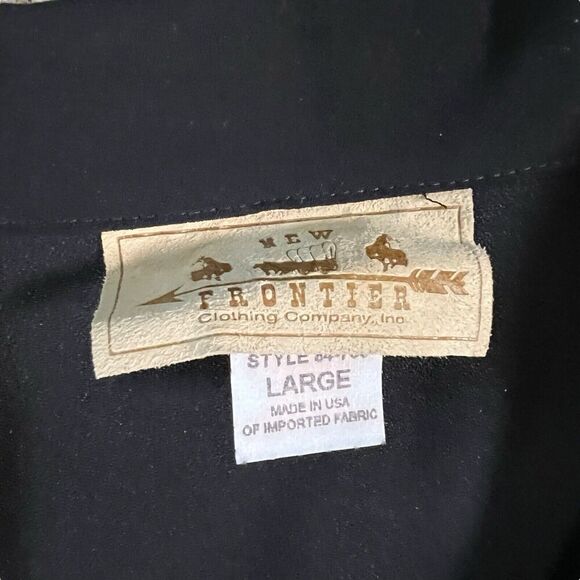 NEW
FRONTIER
Clothing Company, Inc
STYLE
LARGE
MADE IN USA
OF IMPORTED FABRIC